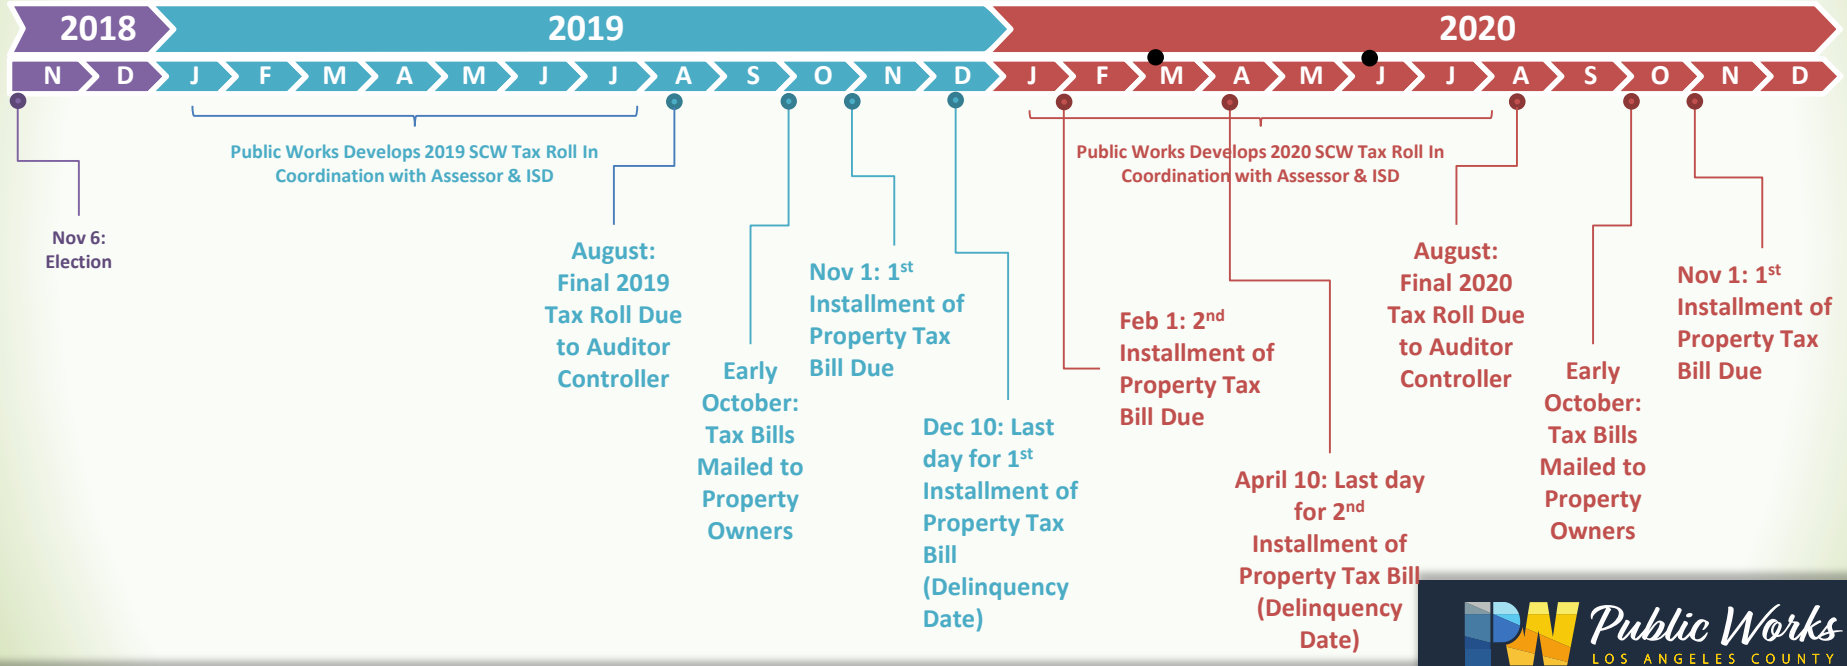 2018
2019
2020
N D J F M A M J J A S O N D J F M A M J J A S O N D
Public Works Develops 2019 SCW Tax Roll In
Coordination with Assessor & ISD
Public Works Develops 2020 SCW Tax Roll In
Coordination with Assessor & ISD
Nov 6:
Election
August:
Final 2019
Tax Roll Due
to Auditor
Controller
Early
October:
Tax Bills
Mailed to
Property
Owners
Nov 1: 1st
Installment of
Property Tax
Bill Due
Dec 10: Last
day for 1st
Installment of
Property Tax
Bill
(Delinquency
Date)
Feb 1: 2nd
Installment of
Property Tax
Bill Due
April 10: Last day
for 2nd
Installment of
Property Tax Bill
(Delinquency
Date)
August:
Final 2020
Tax Roll Due
to Auditor
Controller
Early
October:
Tax Bills
Mailed to
Property
Owners
Nov 1: 1st
Installment of
Property Tax
Bill Due
PW
Public Works
LOS ANGELES COUNTY